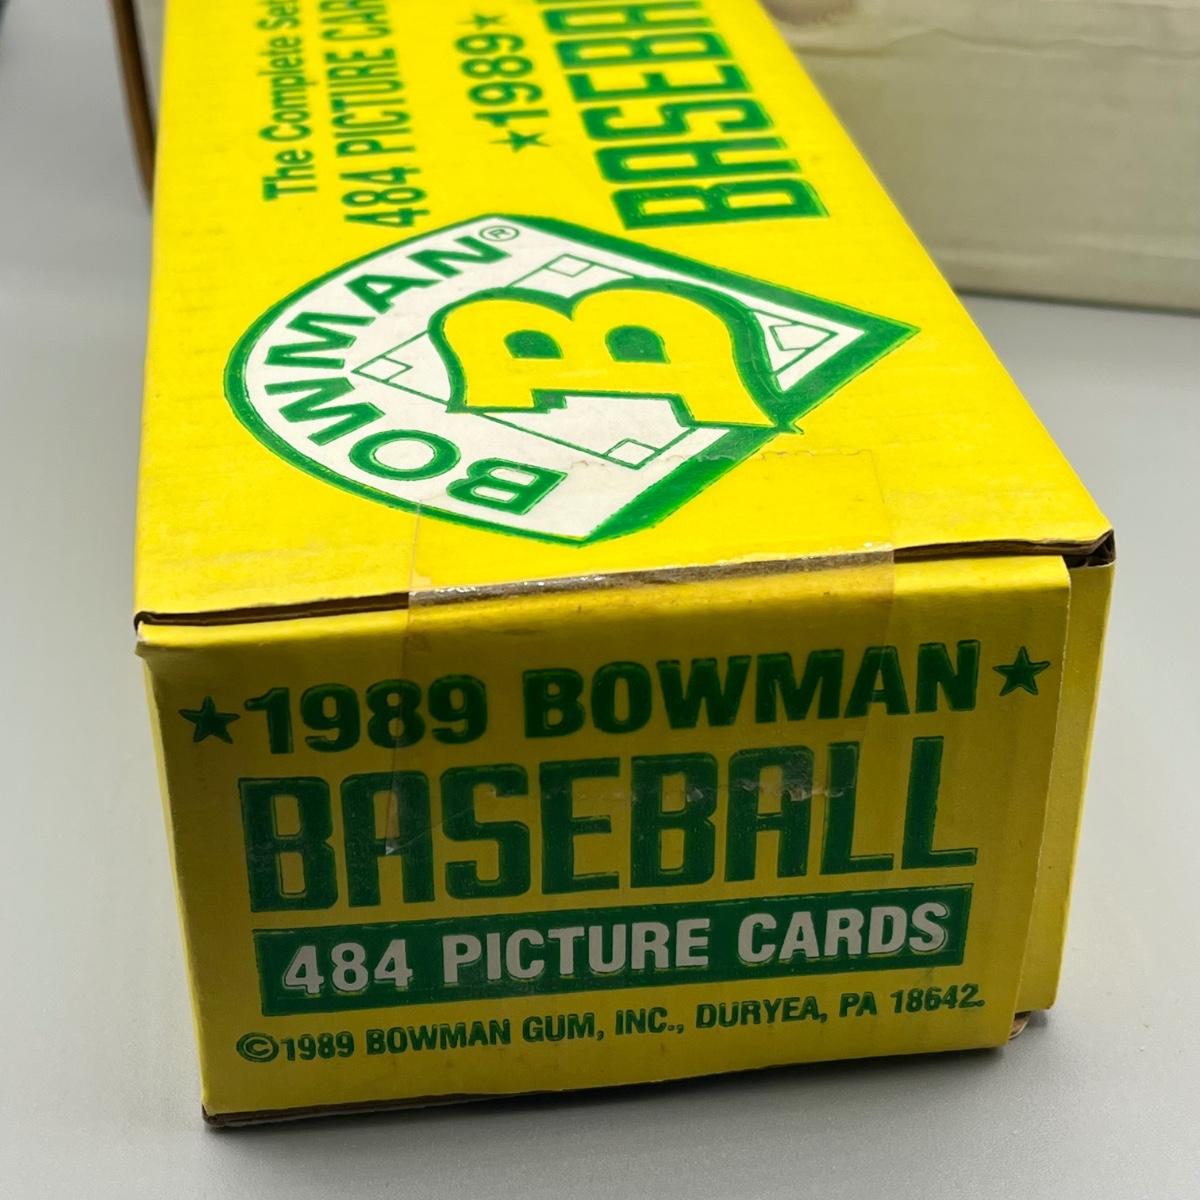 The Complete Set
484 PICTURE CAR
★1989★
BASEBA
BOWMAN®
B
★1989 BOWMAN★
BASEBALL
484 PICTURE CARDS
©1989 BOWMAN GUM, INC., DURYEA, PA 18642.